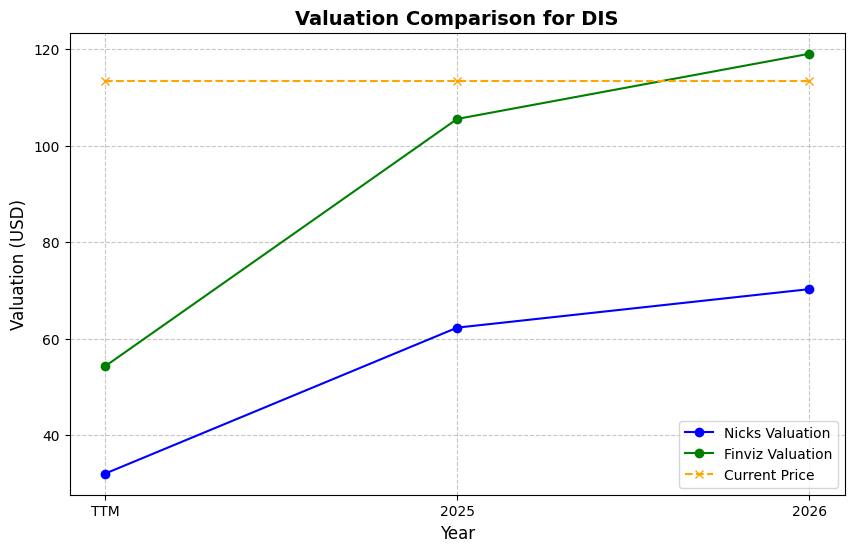 Valuation Comparison for DIS
Valuation (USD)
120
100
80
60
40
TTM
2025
2026
Year
Nicks Valuation
Finviz Valuation
Current Price